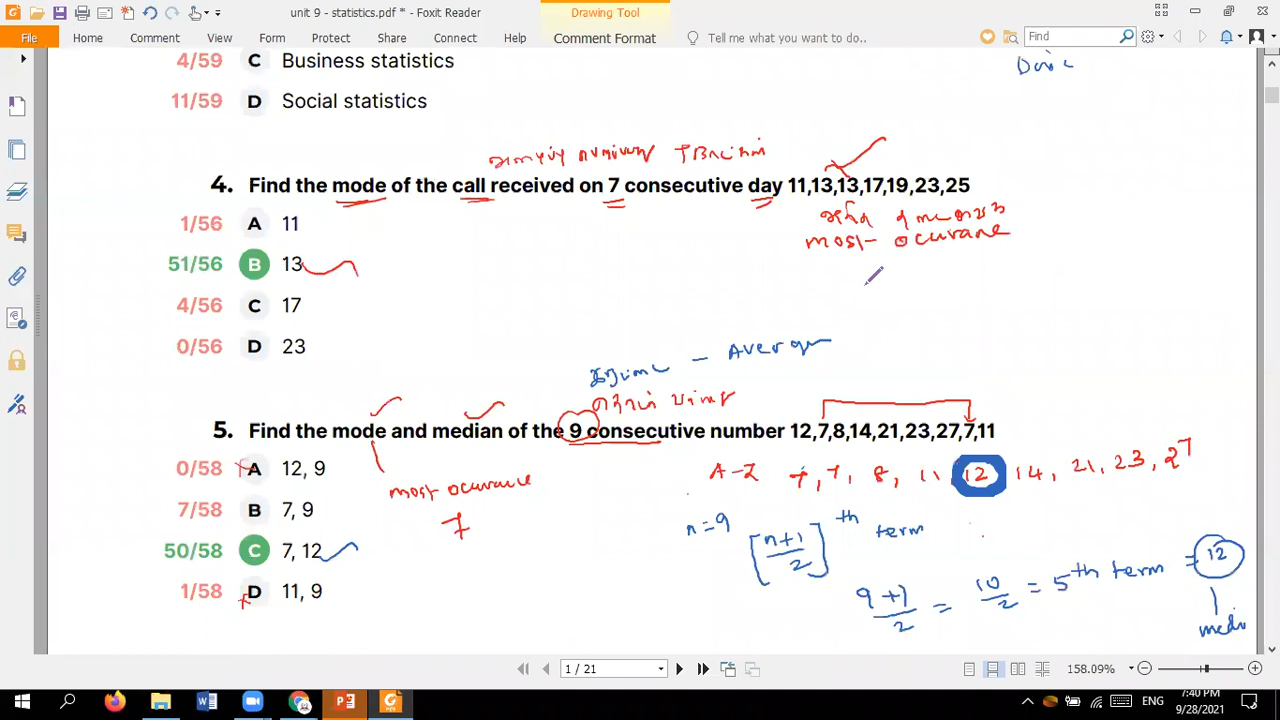 unit 9 - statistics.pdf * - Foxit Reader
Drawing Tool
File Home Comment View Form Protect Share Connect Help Comment Format Tell me what you want to do.. Find
4/59 C Business statistics
11/59 D Social statistics
4. Find the mode of the call received on 7 consecutive day 11,13,13,17,19,23,25
most- ocurane
1/56 A 11
51/56 B 13
4/56 C 17
0/56 D 23
- Average
5. Find the mode and median of the 9 consecutive number 12,7,8,14,21,23,27,7,11
0/58 A 12, 9
A-Z 7, 7, 8, 11 12 14, 21, 23, 27
most ocurance
7
7/58 B 7, 9
n=9 [n+1/2]th term
50/58 C 7, 12
9+1/2 = 10/2 = 5th term = 12
1/58 D 11, 9
medi
1 / 21
158.09%
ENG
7:40 PM
9/28/2021